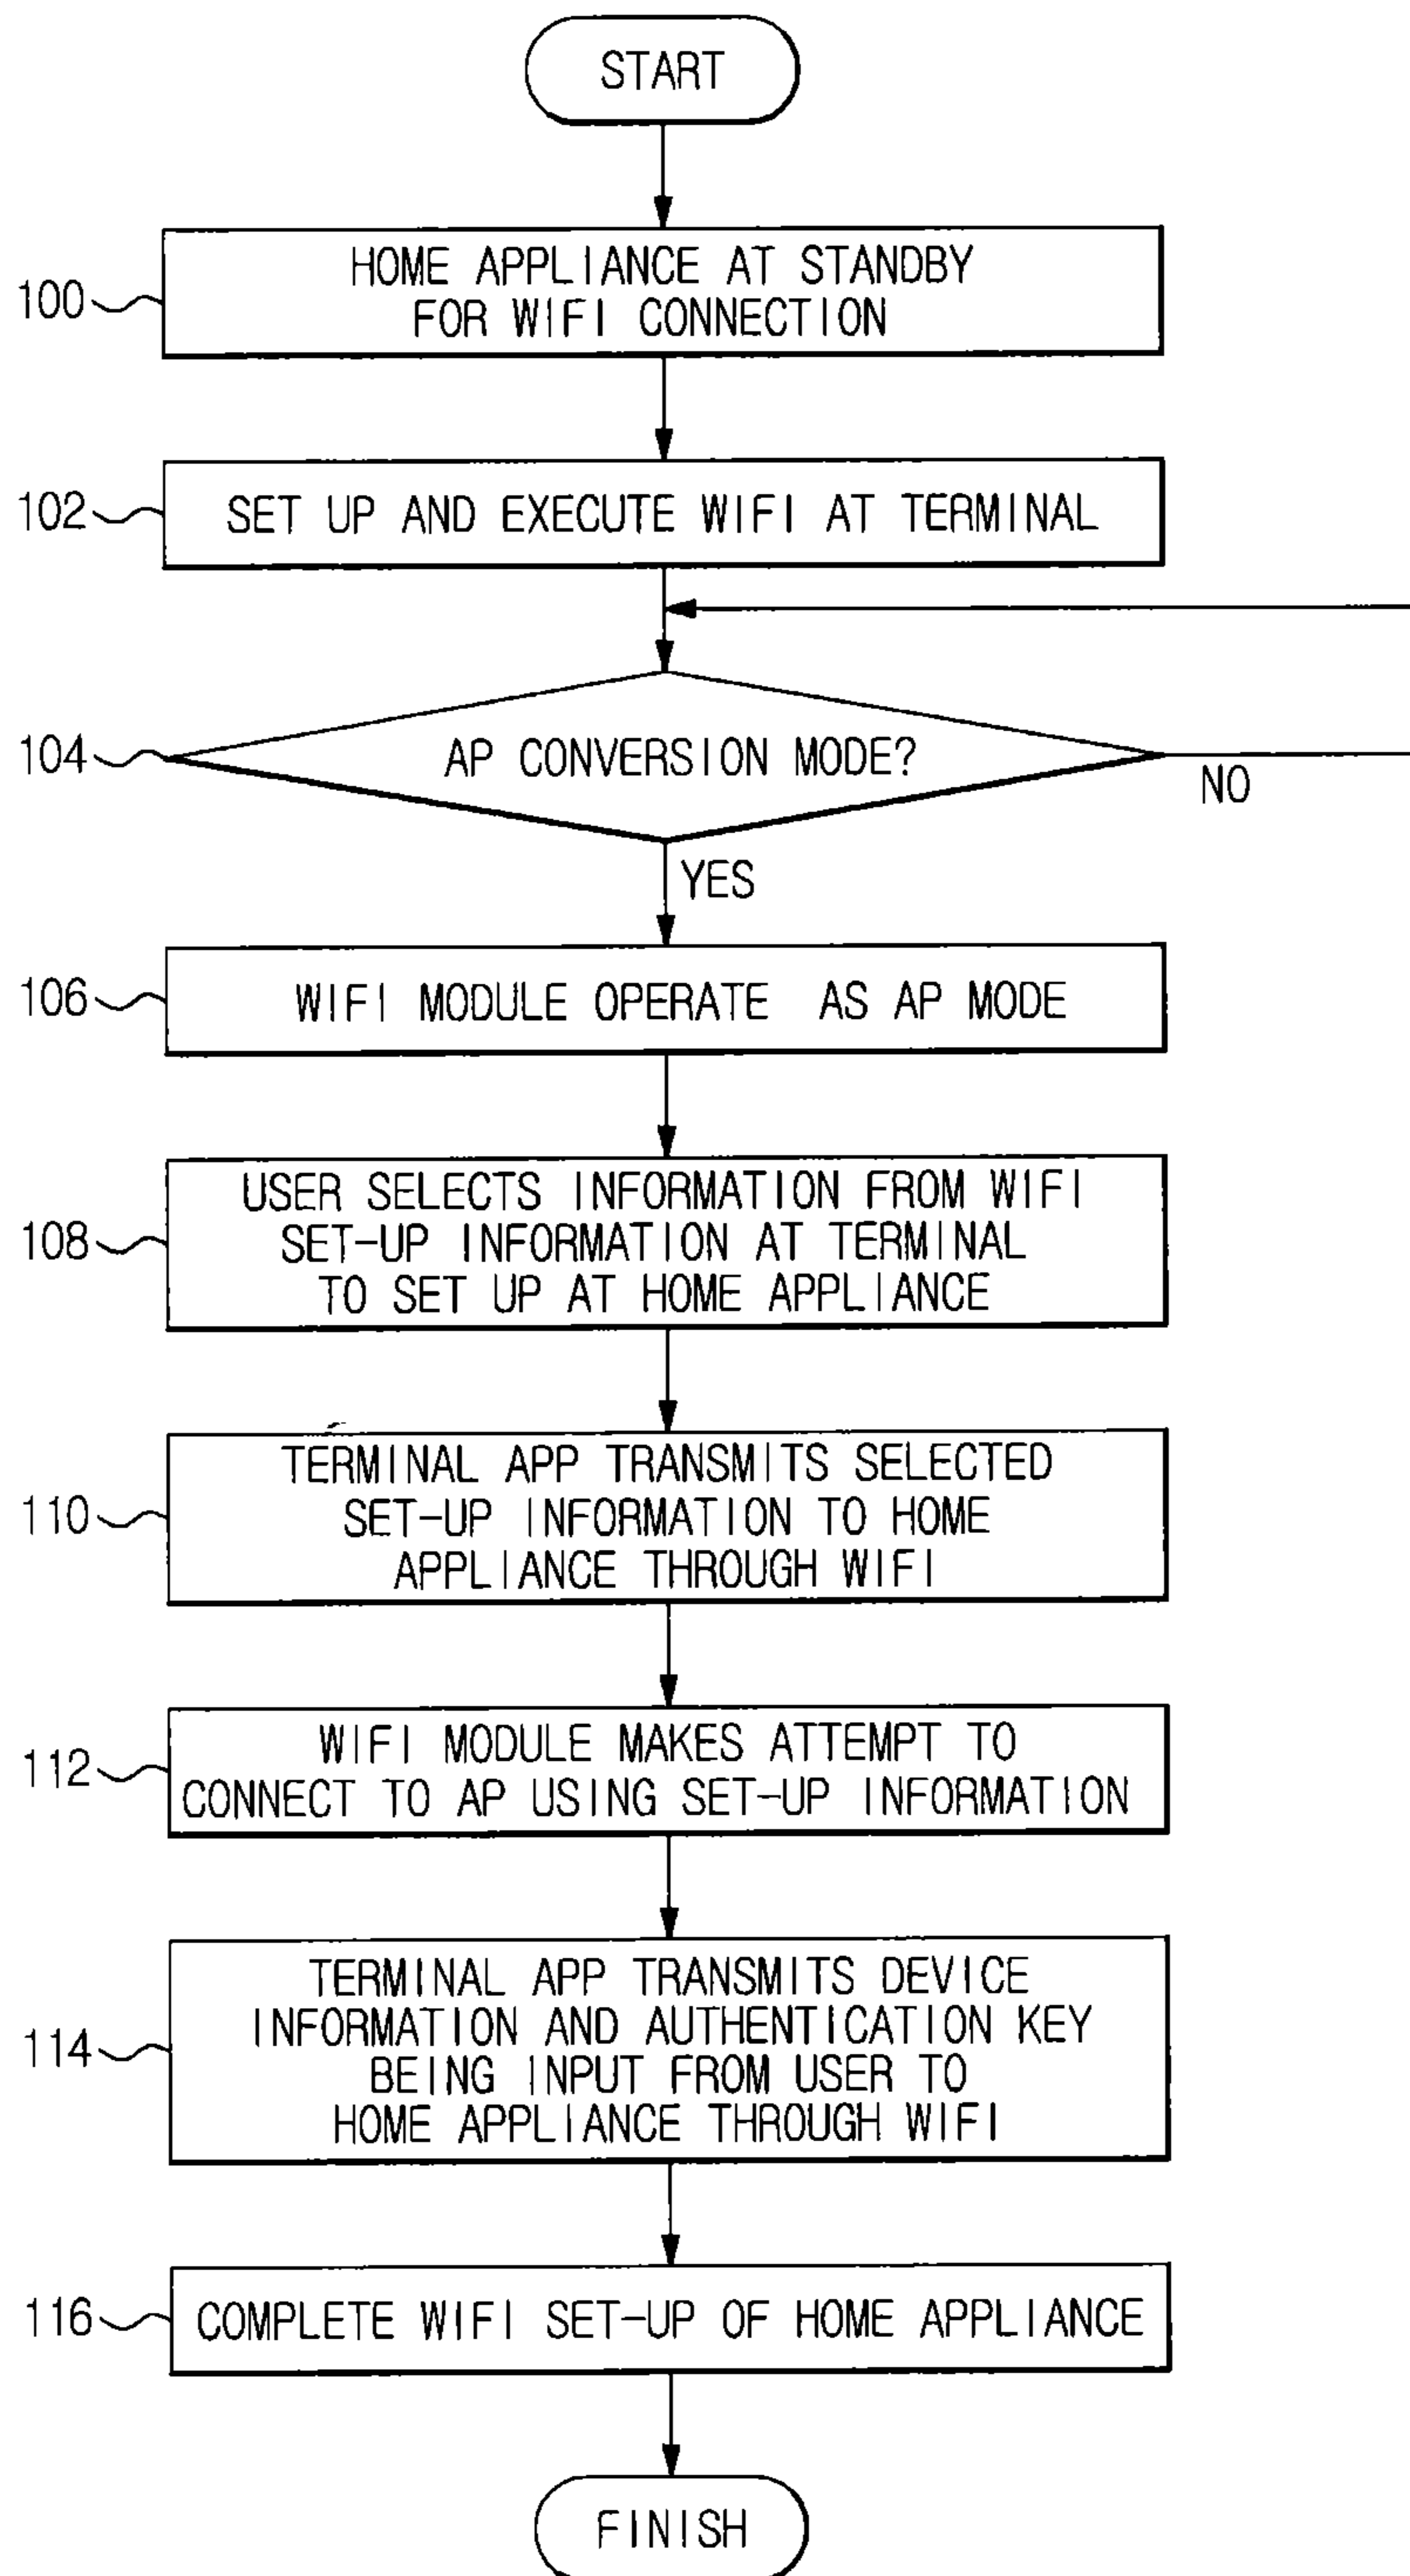 START
100
HOME APPLIANCE AT STANDBY
FOR WIFI CONNECTION
102
SET UP AND EXECUTE WIFI AT TERMINAL
104
AP CONVERSION MODE?
NO
YES
106
WIFI MODULE OPERATE AS AP MODE
108
USER SELECTS INFORMATION FROM WIFI
SET-UP INFORMATION AT TERMINAL
TO SET UP AT HOME APPLIANCE
110
TERMINAL APP TRANSMITS SELECTED
SET-UP INFORMATION TO HOME
APPLIANCE THROUGH WIFI
112
WIFI MODULE MAKES ATTEMPT TO
CONNECT TO AP USING SET-UP INFORMATION
114
TERMINAL APP TRANSMITS DEVICE
INFORMATION AND AUTHENTICATION KEY
BEING INPUT FROM USER TO
HOME APPLIANCE THROUGH WIFI
116
COMPLETE WIFI SET-UP OF HOME APPLIANCE
FINISH